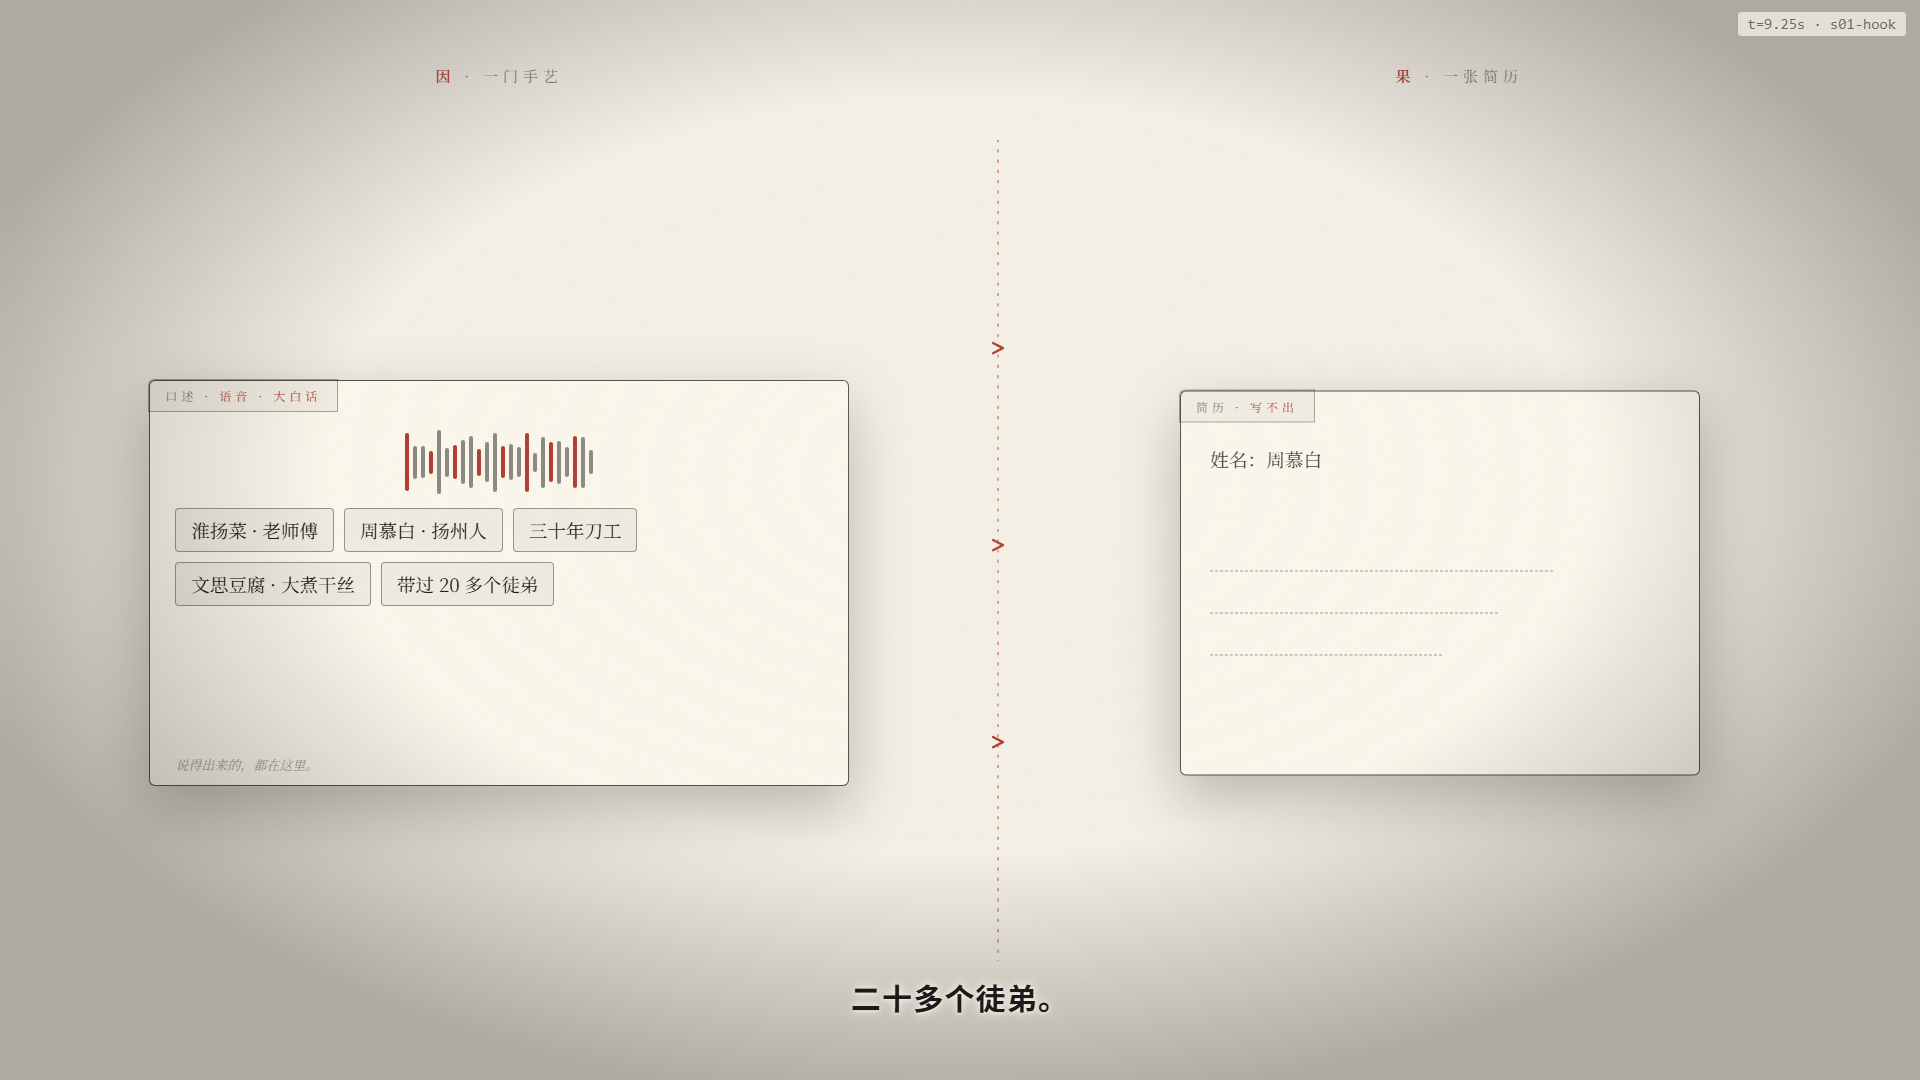 t=9.25s · s01-hook
因 · 一门手艺
果 · 一张简历
口述 · 语音 · 大白话
淮扬菜 · 老师傅
周慕白 · 扬州人
三十年刀工
文思豆腐 · 大煮干丝
带过 20 多个徒弟
说得出来的，都在这里。
>
>
>
简历 · 写不出
姓名：周慕白
二十多个徒弟。